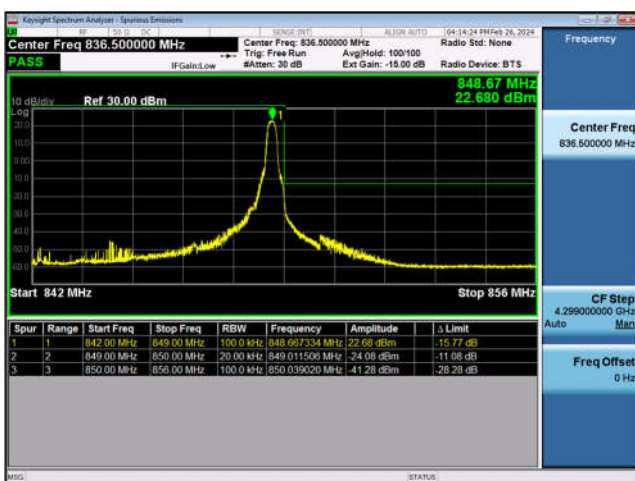 Keysight Spectrum Analyzer - Spurious Emissions
RF 50 Ω DC SENSE:INT ALIGN AUTO 04:14:24 PM Feb 26, 2024
Center Freq 836.500000 MHz Center Freq: 836.500000 MHz Radio Std: None Frequency
Trig: Free Run Avg|Hold: 100/100
PASS IFGain:Low #Atten: 30 dB Ext Gain: -15.00 dB Radio Device: BTS
848.67 MHz
22.680 dBm
10 dB/div Ref 30.00 dBm
Log
1
20.0
10.0
0.00
-10.0
-20.0
-30.0
-40.0
-50.0
-60.0
Start 842 MHz Stop 856 MHz
Center Freq
836.500000 MHz
CF Step
4.299000000 GHz
Auto Man
Freq Offset
0 Hz
Spur Range Start Freq Stop Freq RBW Frequency Amplitude Δ Limit
1 1 842.00 MHz 849.00 MHz 100.0 kHz 848.667334 MHz 22.68 dBm -15.77 dB
2 2 849.00 MHz 850.00 MHz 20.00 kHz 849.011506 MHz -24.08 dBm -11.08 dB
3 3 850.00 MHz 856.00 MHz 100.0 kHz 850.039020 MHz -41.28 dBm -28.28 dB
MSG STATUS